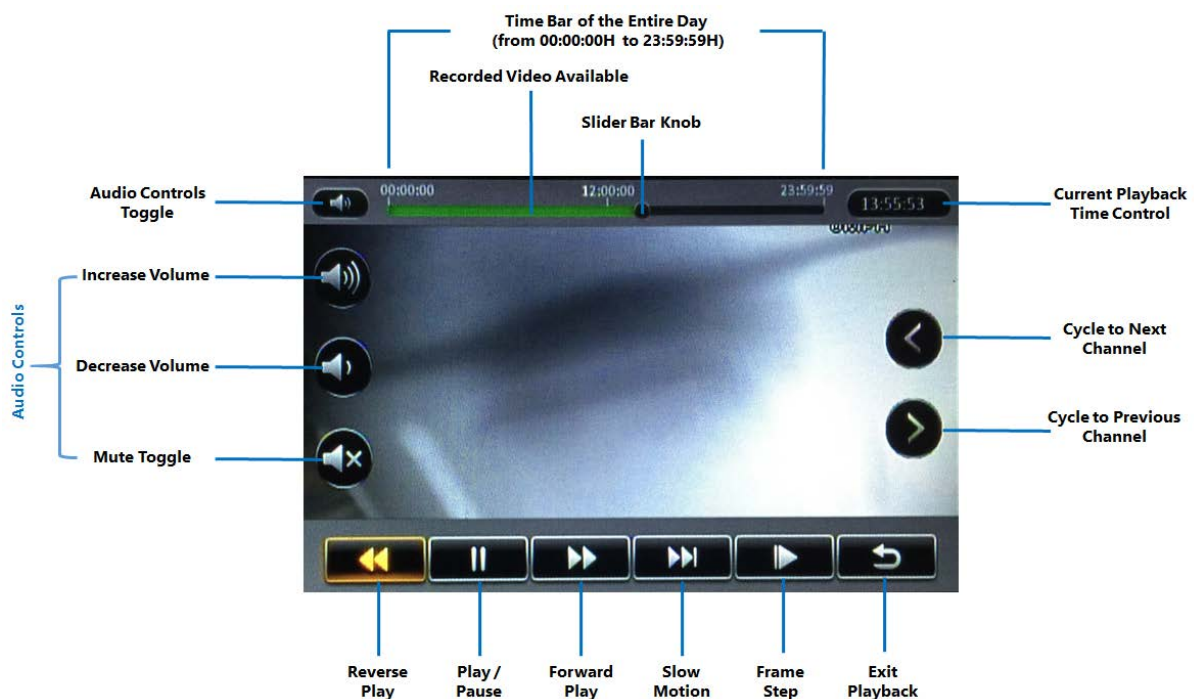 Time Bar of the Entire Day
(from 00:00:00H to 23:59:59H)
Recorded Video Available
Slider Bar Knob
Audio Controls
Toggle
00:00:00
12:00:00
23:59:59
13:55:53
Current Playback
Time Control
0MPH
Increase Volume
Audio Controls
Decrease Volume
Mute Toggle
Cycle to Next
Channel
Cycle to Previous
Channel
Reverse
Play
Play /
Pause
Forward
Play
Slow
Motion
Frame
Step
Exit
Playback